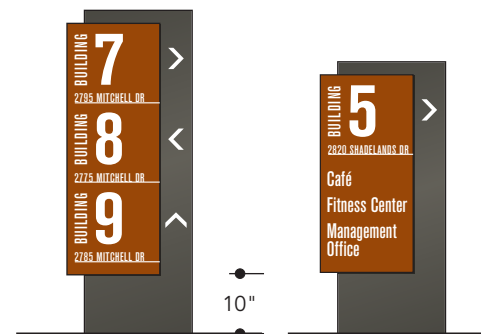 BUILDING 7
2795 MITCHELL DR
BUILDING 8
2775 MITCHELL DR
BUILDING 9
2785 MITCHELL DR
10"
BUILDING 5
2820 SHADELANDS DR
Café
Fitness Center
Management
Office